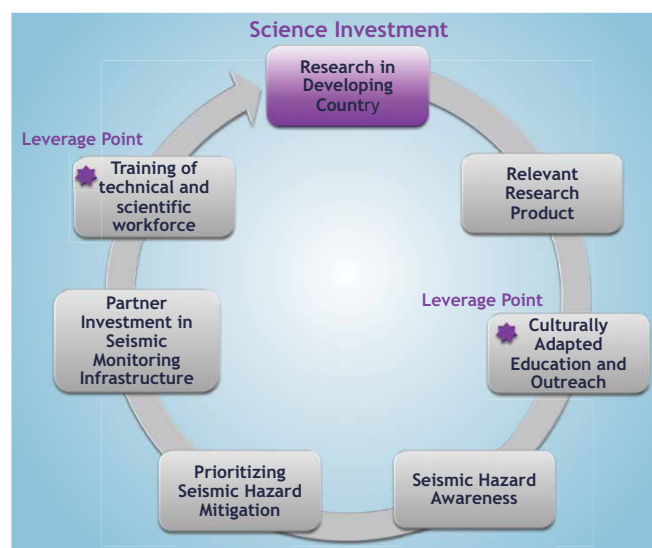 Science Investment
Research in
Developing
Country
Leverage Point
Training of
technical and
scientific
workforce
Relevant
Research
Product
Partner
Investment in
Seismic
Monitoring
Infrastructure
Leverage Point
Culturally
Adapted
Education and
Outreach
Prioritizing
Seismic Hazard
Mitigation
Seismic Hazard
Awareness